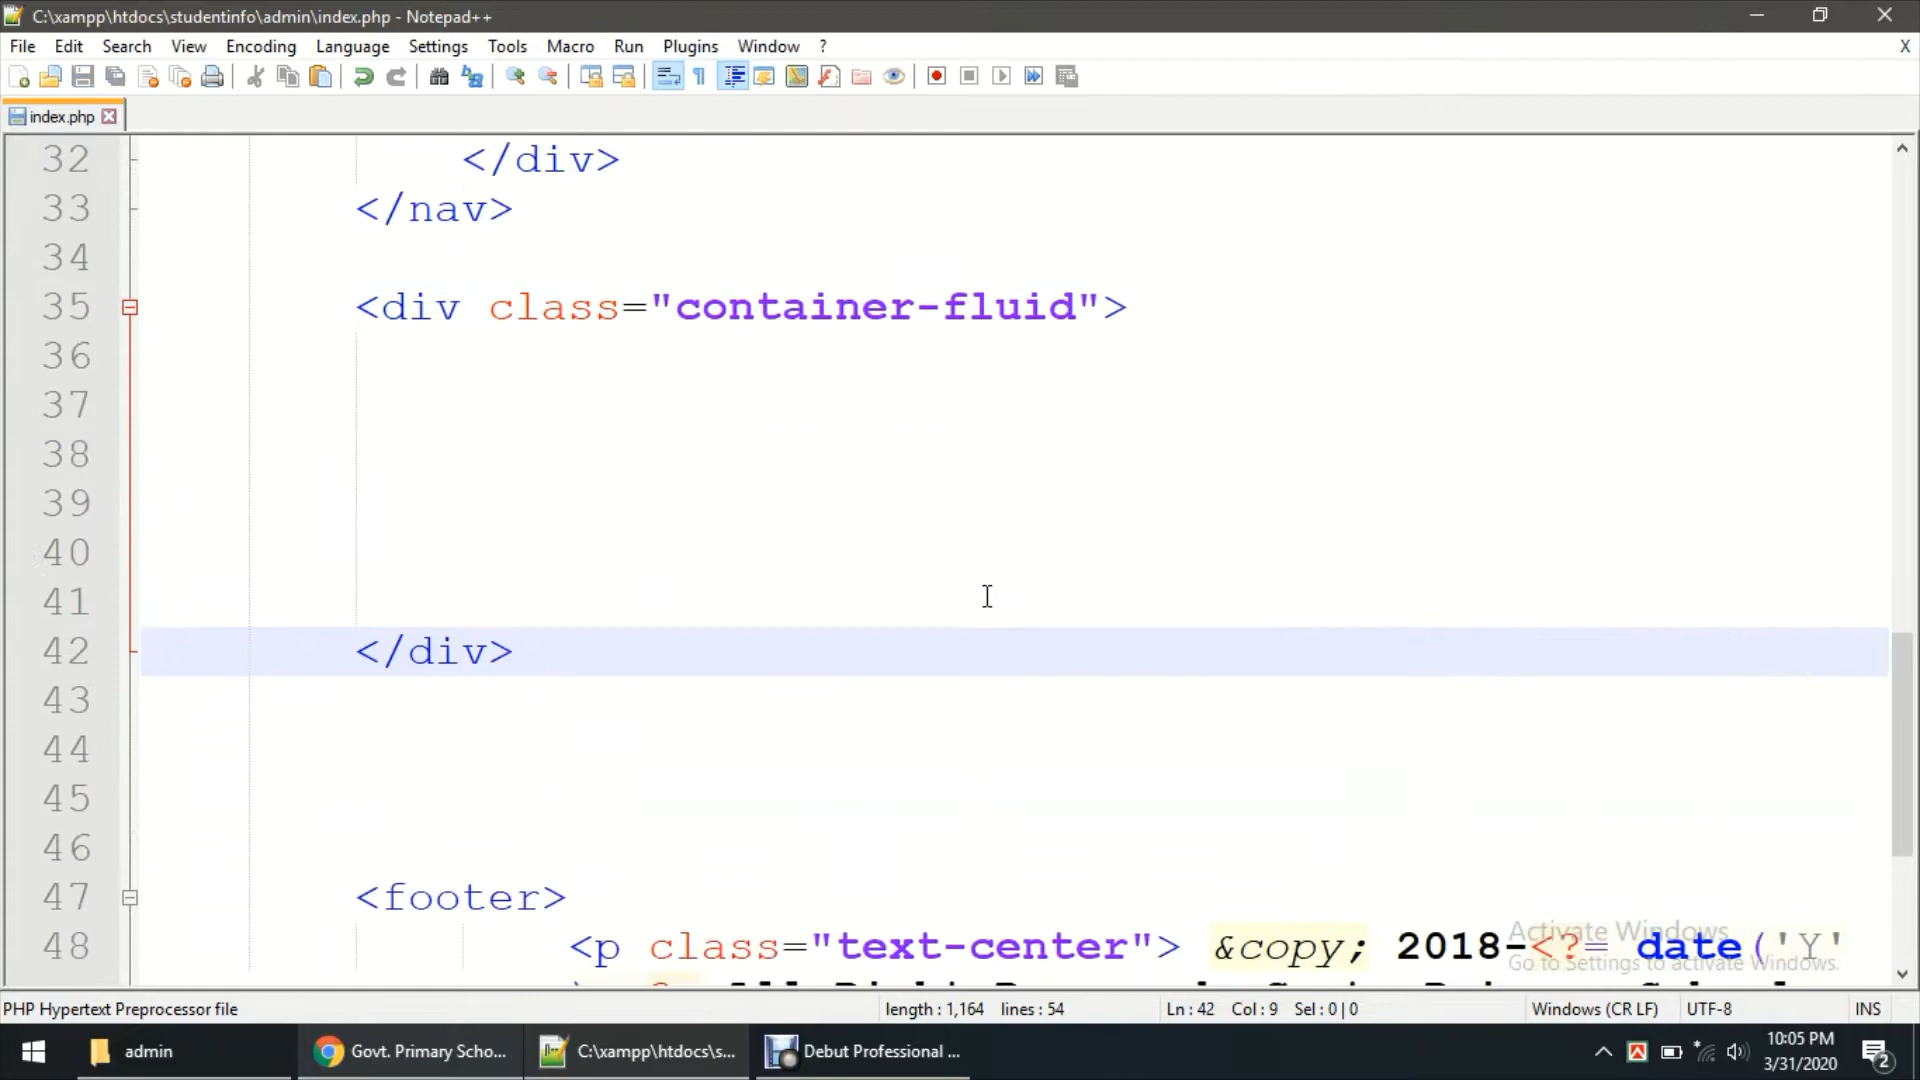 C:\xampp\htdocs\studentinfo\admin\index.php - Notepad++
File Edit Search View Encoding Language Settings Tools Macro Run Plugins Window ? X
index.php
32 </div>
33 </nav>
34
35 <div class="container-fluid">
36
37
38
39
40
41
42 </div>
43
44
45
46
47 <footer>
48 <p class="text-center"> &copy; 2018-<?= date('Y'
Activate Windows
Go to Settings to activate Windows.
PHP Hypertext Preprocessor file length : 1,164 lines : 54 Ln : 42 Col : 9 Sel : 0 | 0 Windows (CR LF) UTF-8 INS
admin Govt. Primary Scho... C:\xampp\htdocs\s... Debut Professional ... 10:05 PM
3/31/2020 2